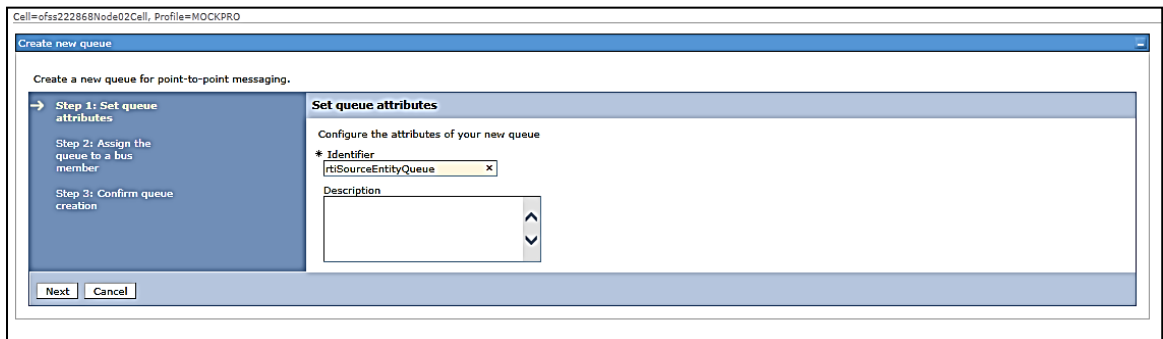 Cell=ofss222868Node02Cell, Profile=MOCKPRO
Create new queue
Create a new queue for point-to-point messaging.
Step 1: Set queue
attributes
Step 2: Assign the
queue to a bus
member
Step 3: Confirm queue
creation
Set queue attributes
Configure the attributes of your new queue
* Identifier
rtiSourceEntityQueue
Description
Next Cancel